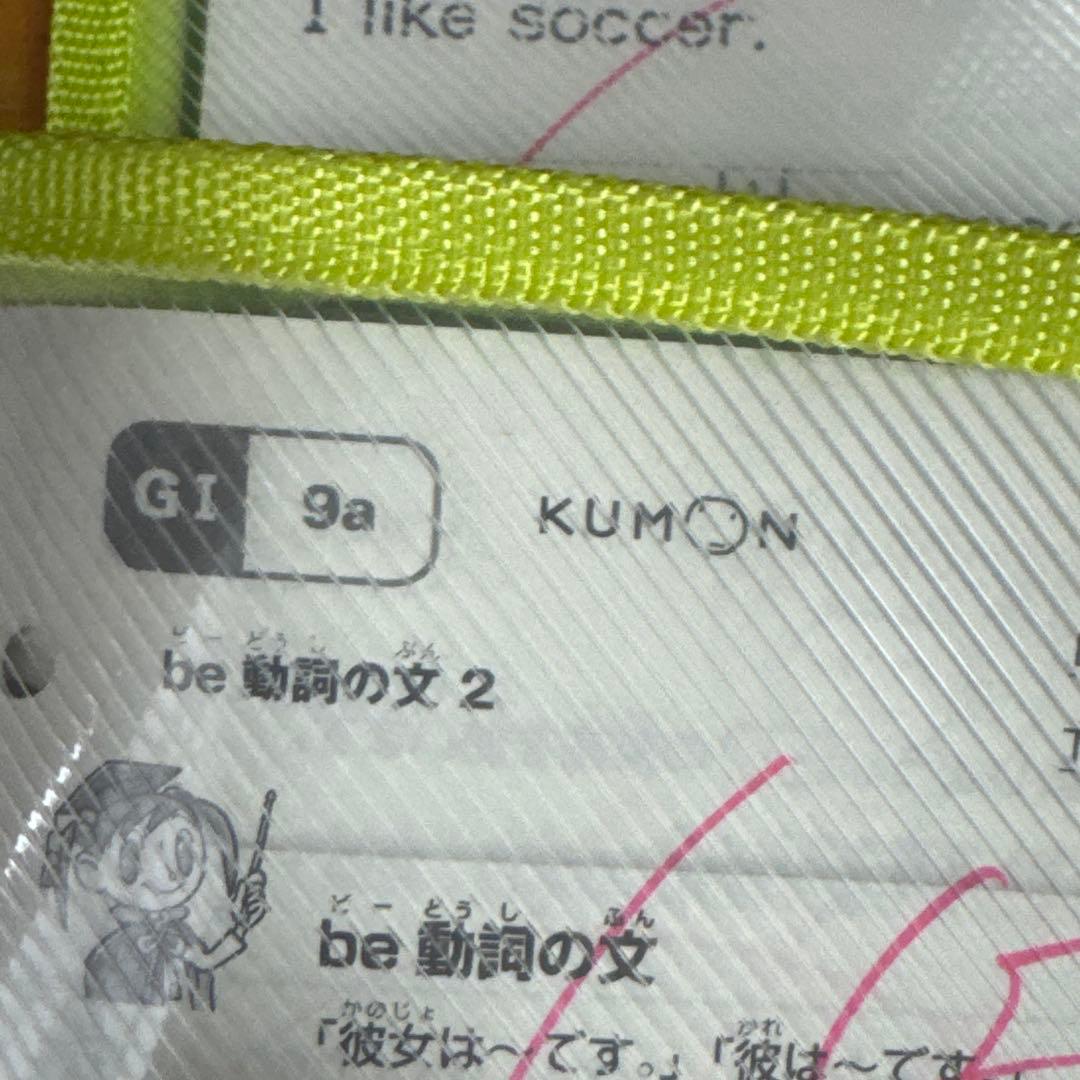 I like soccer.
GI 9a KUMON
びーどうし ぶん
be 動詞の文 2
ビーどうし ぶん
be 動詞の文
かのじょ かれ
「彼女は〜です。」「彼は〜です